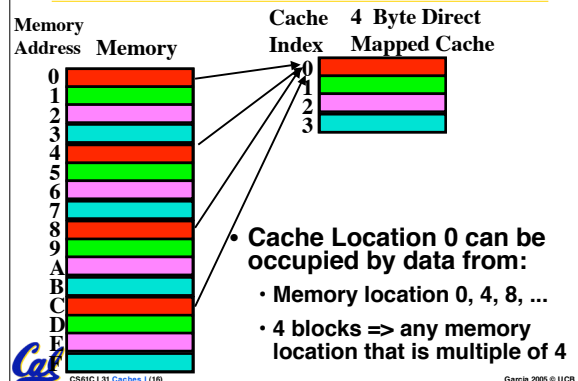 Memory
Address Memory
0
1
2
3
4
5
6
7
8
9
A
B
C
D
E
F
Cache 4 Byte Direct
Index Mapped Cache
0
1
2
3
• Cache Location 0 can be
occupied by data from:
• Memory location 0, 4, 8, ...
• 4 blocks => any memory
location that is multiple of 4
Cal
CS61C L31 Caches I (16)
Garcia 2005 © UCB